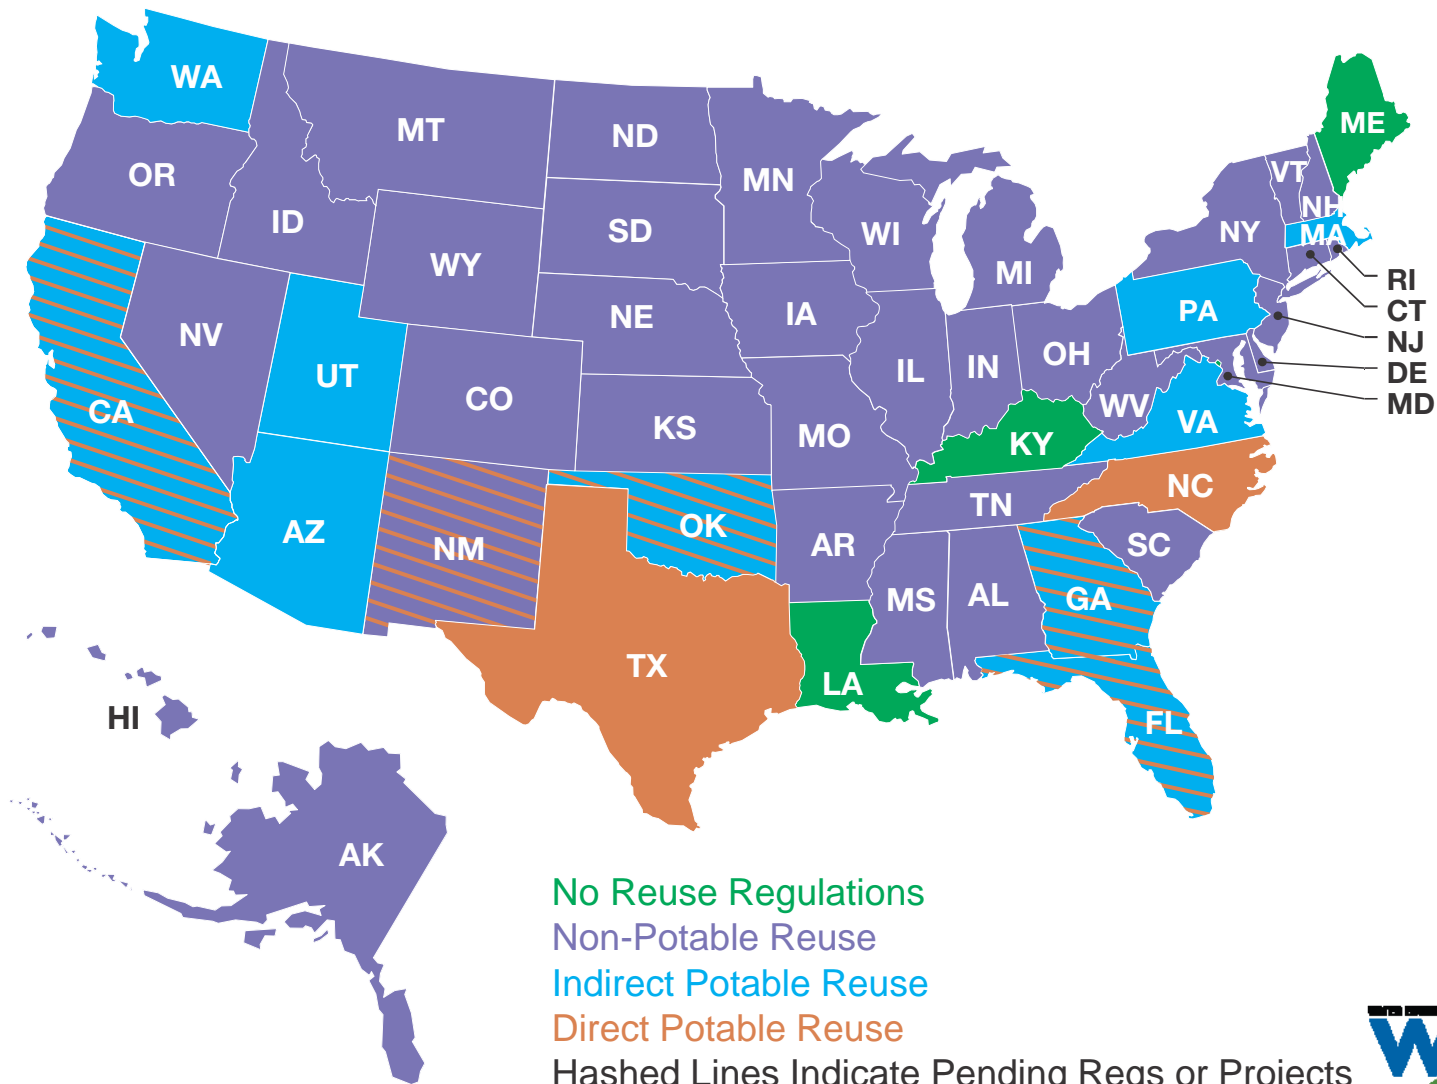 WA
MT
ND
MN
ME
OR
ID
SD
WI
MI
NY
VT
NH
MA
RI
CT
NJ
DE
MD
WY
NE
IA
PA
NV
UT
CO
KS
MO
IL
IN
OH
WV
VA
KY
CA
AZ
NM
OK
AR
TN
NC
SC
MS
AL
GA
TX
LA
FL
HI
AK
No Reuse Regulations
Non-Potable Reuse
Indirect Potable Reuse
Direct Potable Reuse
Hashed Lines Indicate Pending Regs or Projects
W